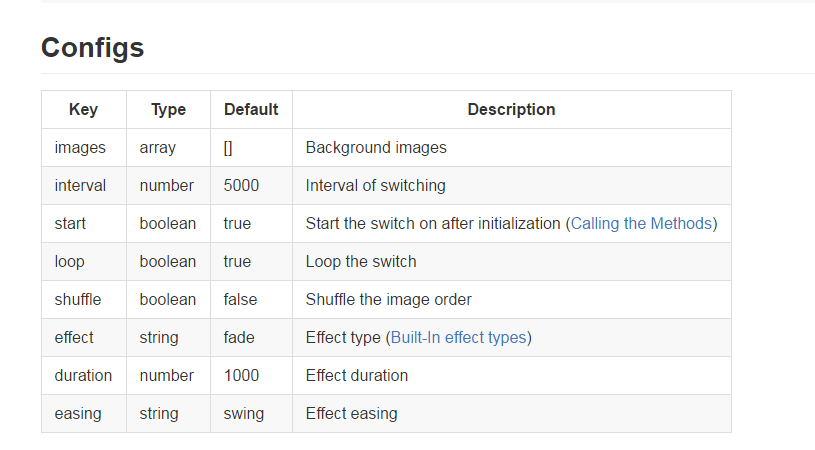 Configs
Key Type Default Description
images array [] Background images
interval number 5000 Interval of switching
start boolean true Start the switch on after initialization (Calling the Methods)
loop boolean true Loop the switch
shuffle boolean false Shuffle the image order
effect string fade Effect type (Built-In effect types)
duration number 1000 Effect duration
easing string swing Effect easing